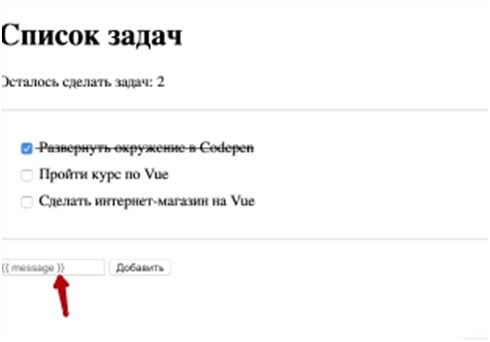 Список задач
Осталось сделать задач: 2
Развернуть окружение в Codepen
Пройти курс по Vue
Сделать интернет-магазин на Vue
{{ message }} Добавить